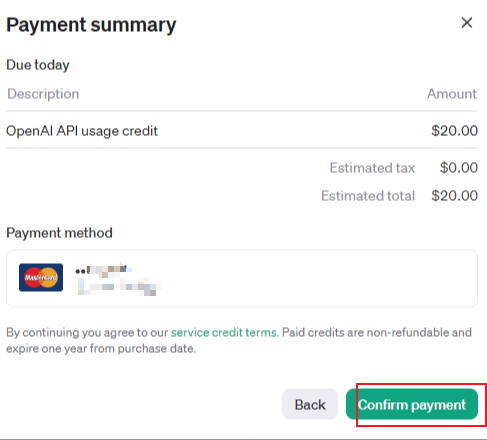 Payment summary
Due today
Description Amount
OpenAI API usage credit $20.00
Estimated tax $0.00
Estimated total $20.00
Payment method
MasterCard
By continuing you agree to our service credit terms. Paid credits are non-refundable and
expire one year from purchase date.
Back Confirm payment